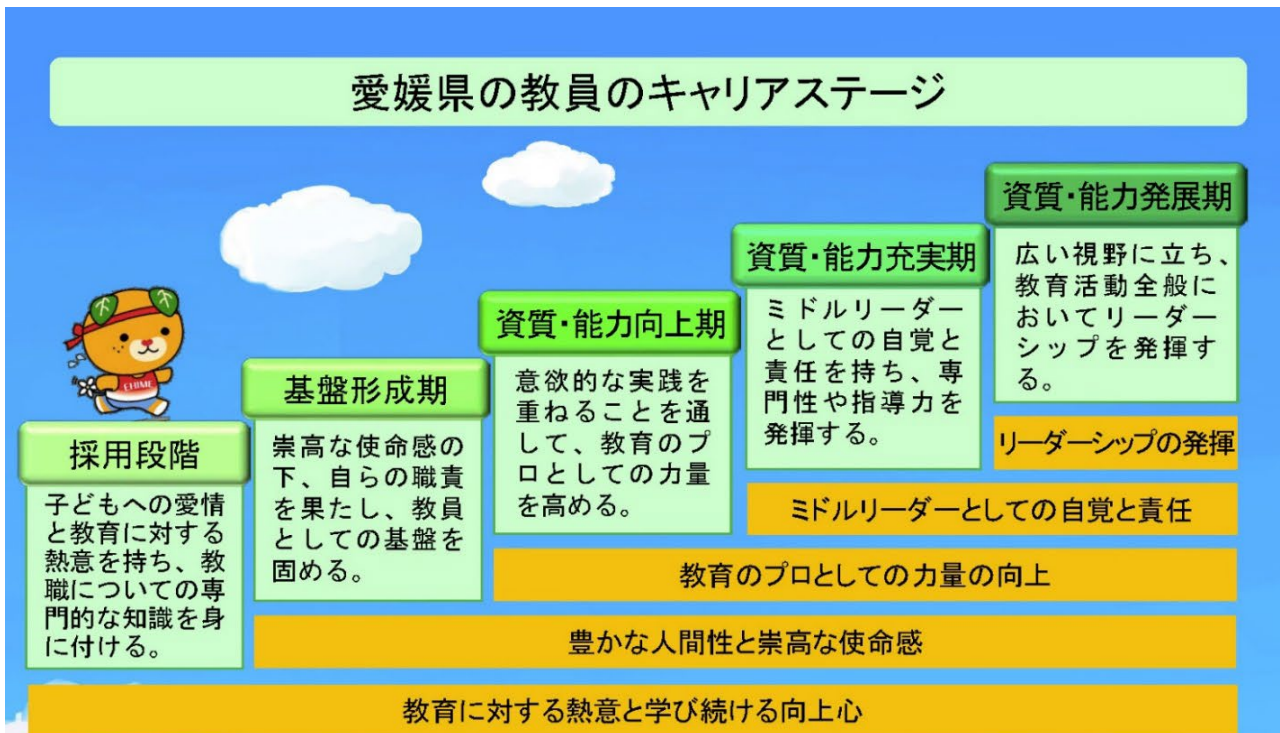 愛媛県の教員のキャリアステージ
採用段階
子どもへの愛情
と教育に対する
熱意を持ち、教
職についての専
門的な知識を身
に付ける。
基盤形成期
崇高な使命感の
下、自らの職責
を果たし、教員
としての基盤を
固める。
資質・能力向上期
意欲的な実践を
重ねることを通
して、教育のプ
ロとしての力量
を高める。
資質・能力充実期
ミドルリーダー
としての自覚と
責任を持ち、専
門性や指導力を
発揮する。
資質・能力発展期
広い視野に立ち、
教育活動全般に
おいてリーダー
シップを発揮す
る。
リーダーシップの発揮
ミドルリーダーとしての自覚と責任
教育のプロとしての力量の向上
豊かな人間性と崇高な使命感
教育に対する熱意と学び続ける向上心
EHIME